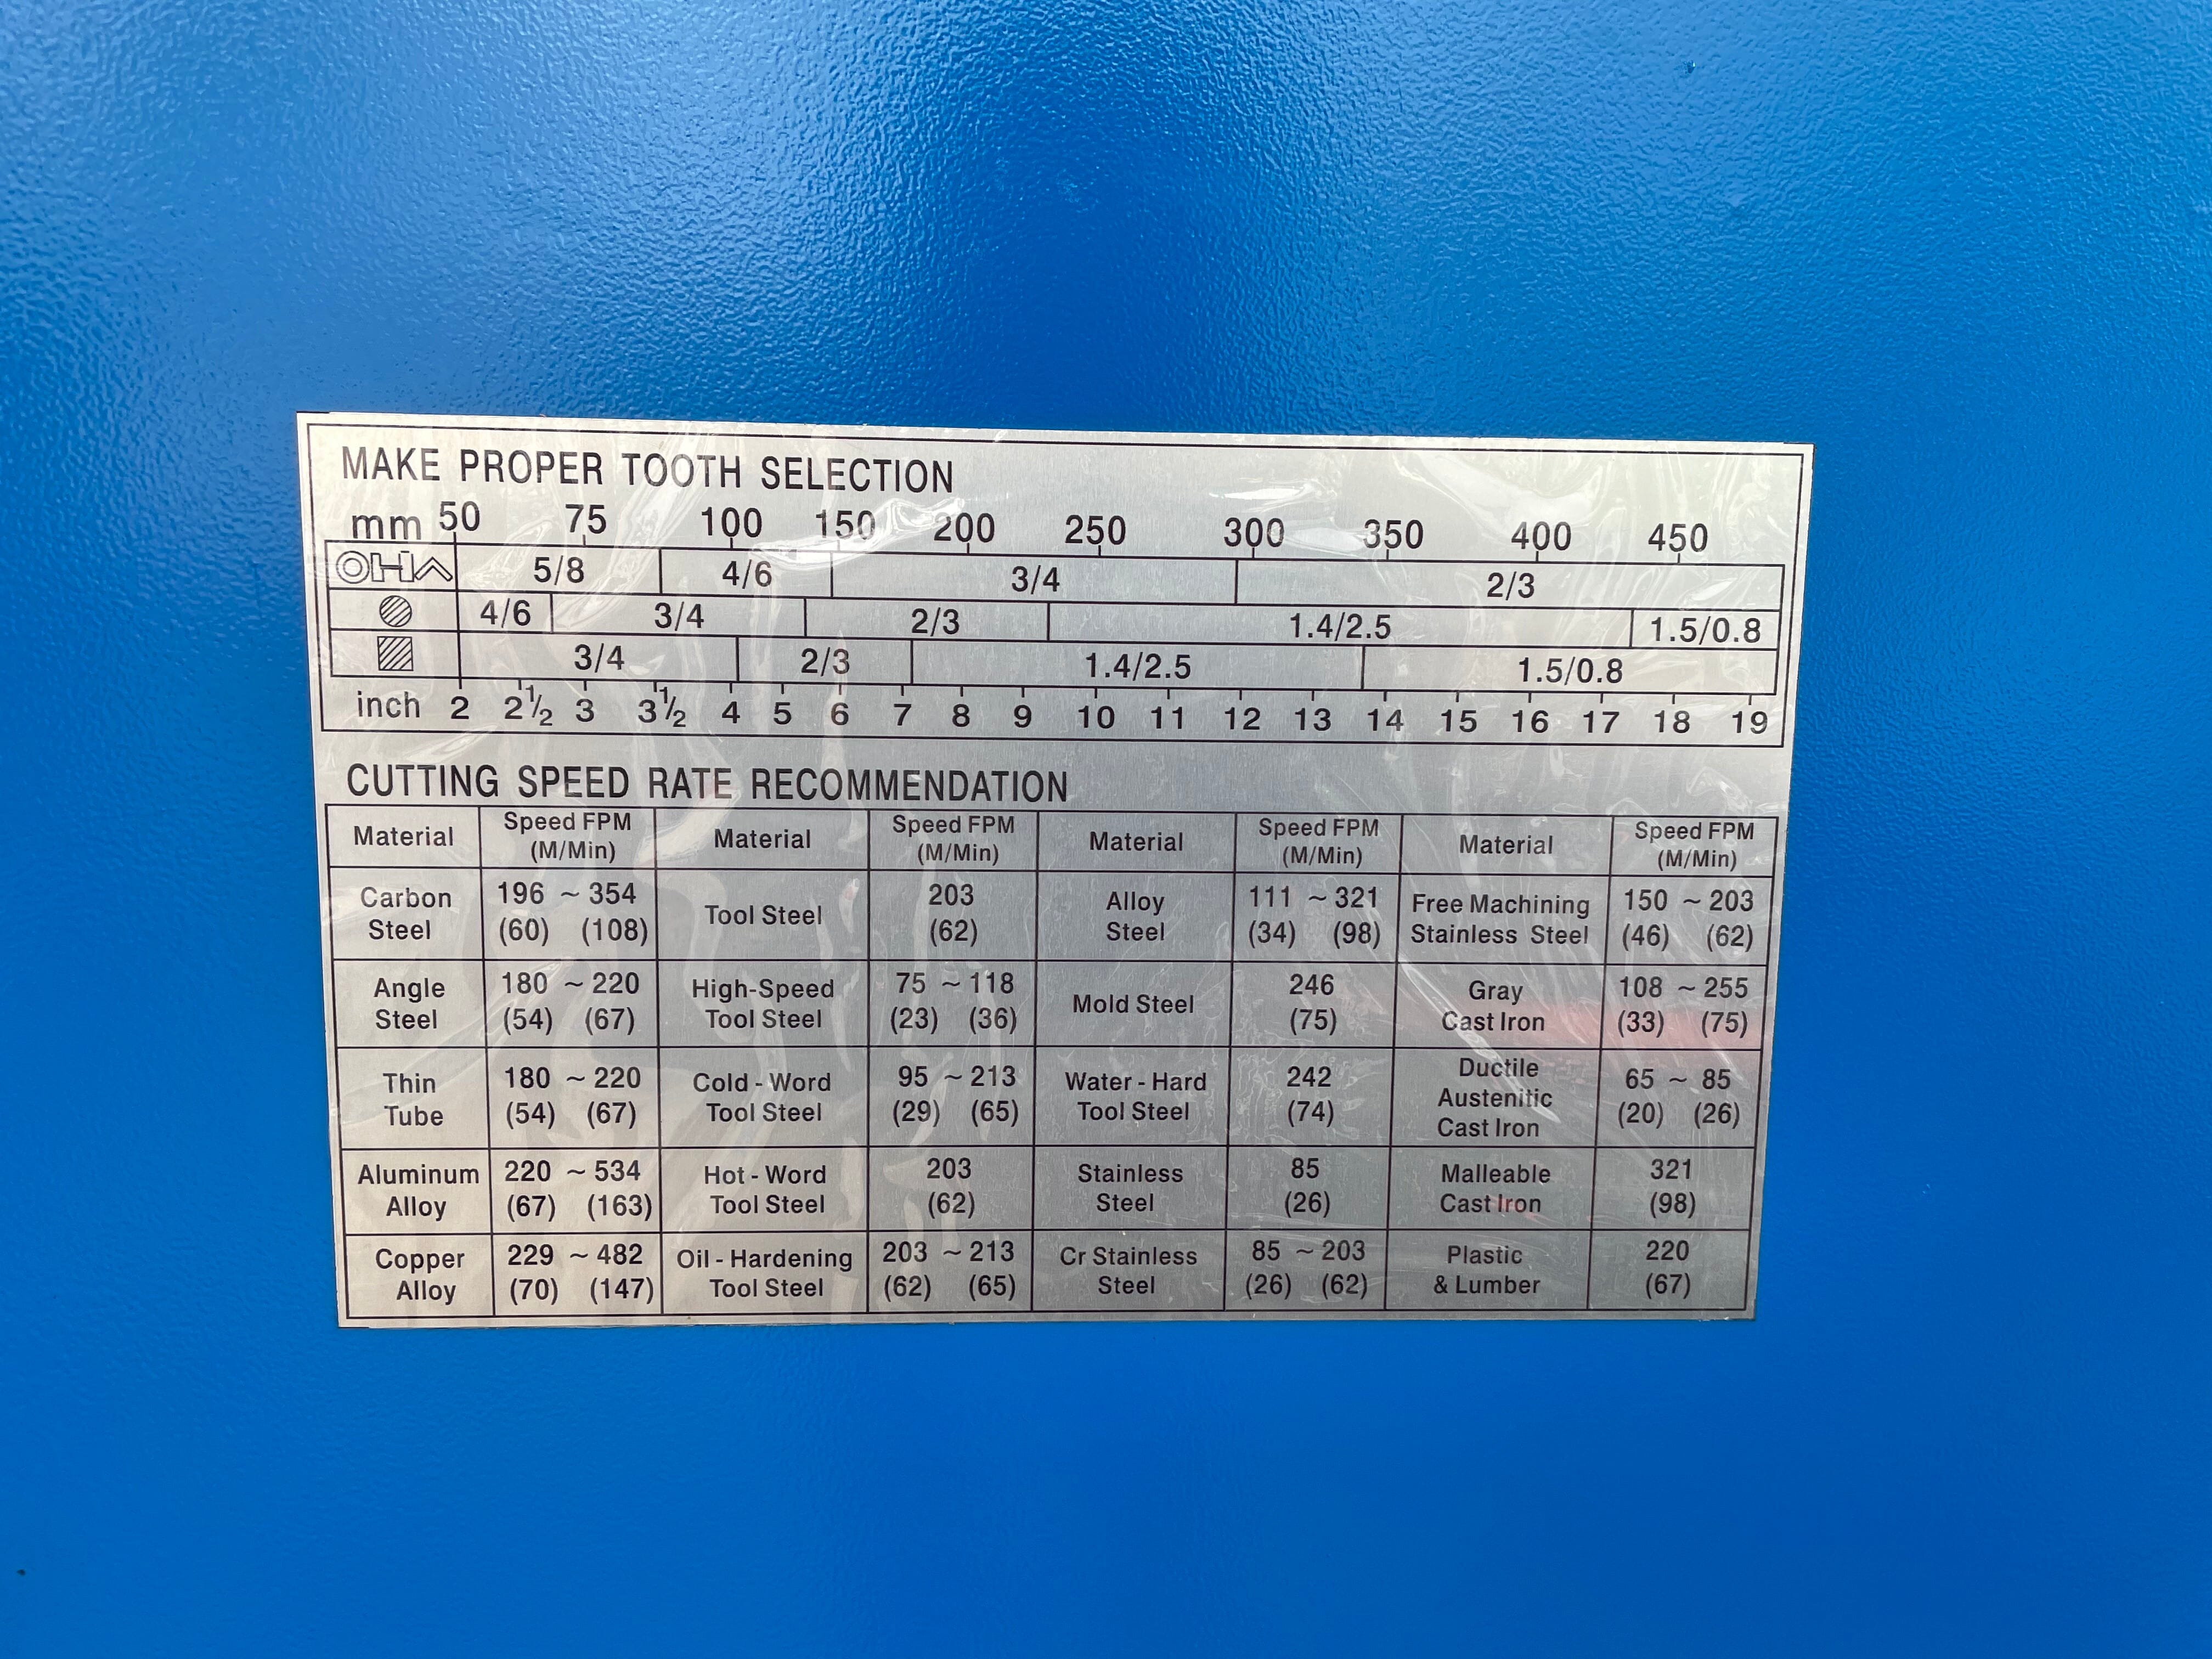 MAKE PROPER TOOTH SELECTION
mm 50 75 100 150 200 250 300 350 400 450
5/8 4/6 3/4 2/3
4/6 3/4 2/3 1.4/2.5 1.5/0.8
3/4 2/3 1.4/2.5 1.5/0.8
inch 2 2½ 3 3½ 4 5 6 7 8 9 10 11 12 13 14 15 16 17 18 19
CUTTING SPEED RATE RECOMMENDATION
Material Speed FPM (M/Min) Material Speed FPM (M/Min) Material Speed FPM (M/Min) Material Speed FPM (M/Min)
Carbon Steel 196 ~ 354 (60) (108) Tool Steel 203 (62) Alloy Steel 111 ~ 321 (34) (98) Free Machining Stainless Steel 150 ~ 203 (46) (62)
Angle Steel 180 ~ 220 (54) (67) High-Speed Tool Steel 75 ~ 118 (23) (36) Mold Steel 246 (75) Gray Cast Iron 108 ~ 255 (33) (75)
Thin Tube 180 ~ 220 (54) (67) Cold - Word Tool Steel 95 ~ 213 (29) (65) Water - Hard Tool Steel 242 (74) Ductile Austenitic Cast Iron 65 ~ 85 (20) (26)
Aluminum Alloy 220 ~ 534 (67) (163) Hot - Word Tool Steel 203 (62) Stainless Steel 85 (26) Malleable Cast Iron 321 (98)
Copper Alloy 229 ~ 482 (70) (147) Oil - Hardening Tool Steel 203 ~ 213 (62) (65) Cr Stainless Steel 85 ~ 203 (26) (62) Plastic & Lumber 220 (67)